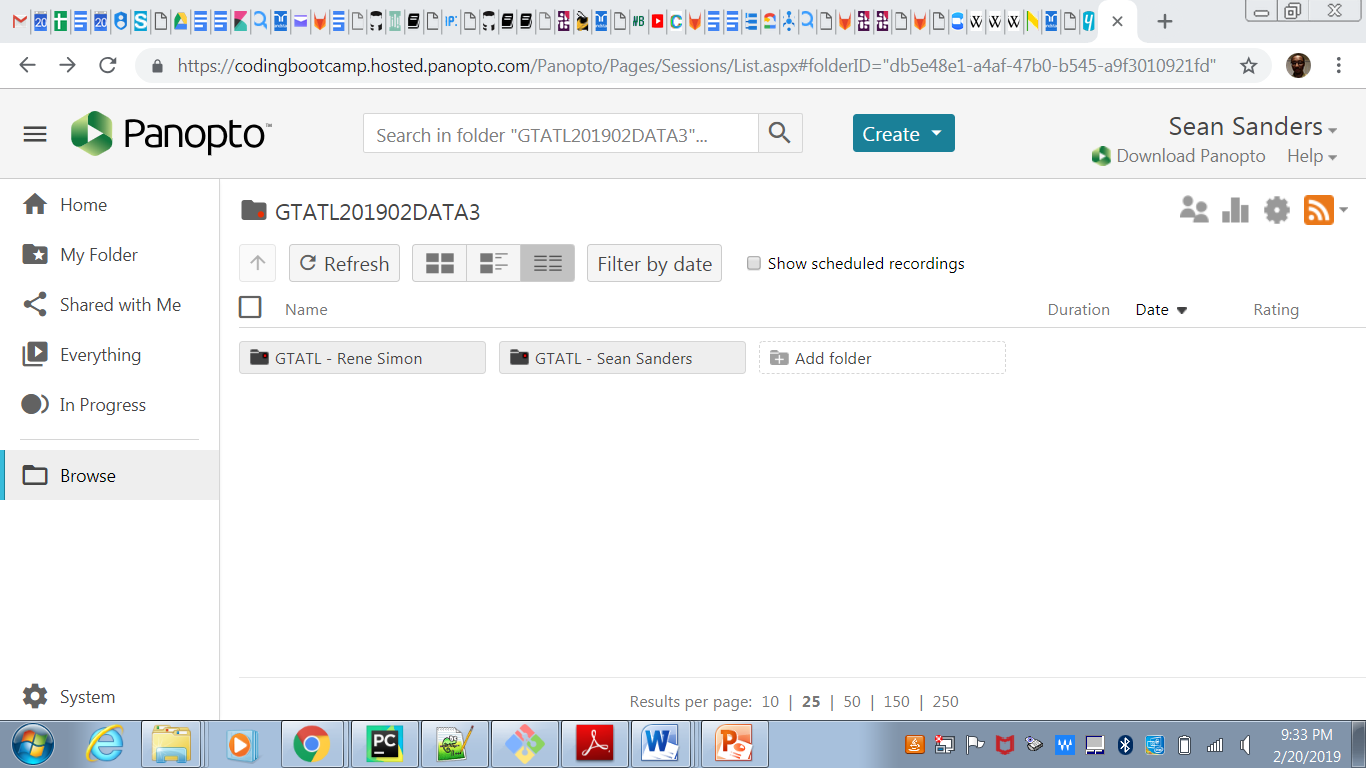 https://codingbootcamp.hosted.panopto.com/Panopto/Pages/Sessions/List.aspx#folderID="db5e48e1-a4af-47b0-b545-a9f3010921fd"
Panopto™
Search in folder "GTATL201902DATA3"...
Create
Sean Sanders
Download Panopto Help
Home
My Folder
Shared with Me
Everything
In Progress
Browse
System
GTATL201902DATA3
Refresh
Filter by date
Show scheduled recordings
Name Duration Date Rating
GTATL - Rene Simon
GTATL - Sean Sanders
Add folder
Results per page: 10 | 25 | 50 | 150 | 250
9:33 PM
2/20/2019